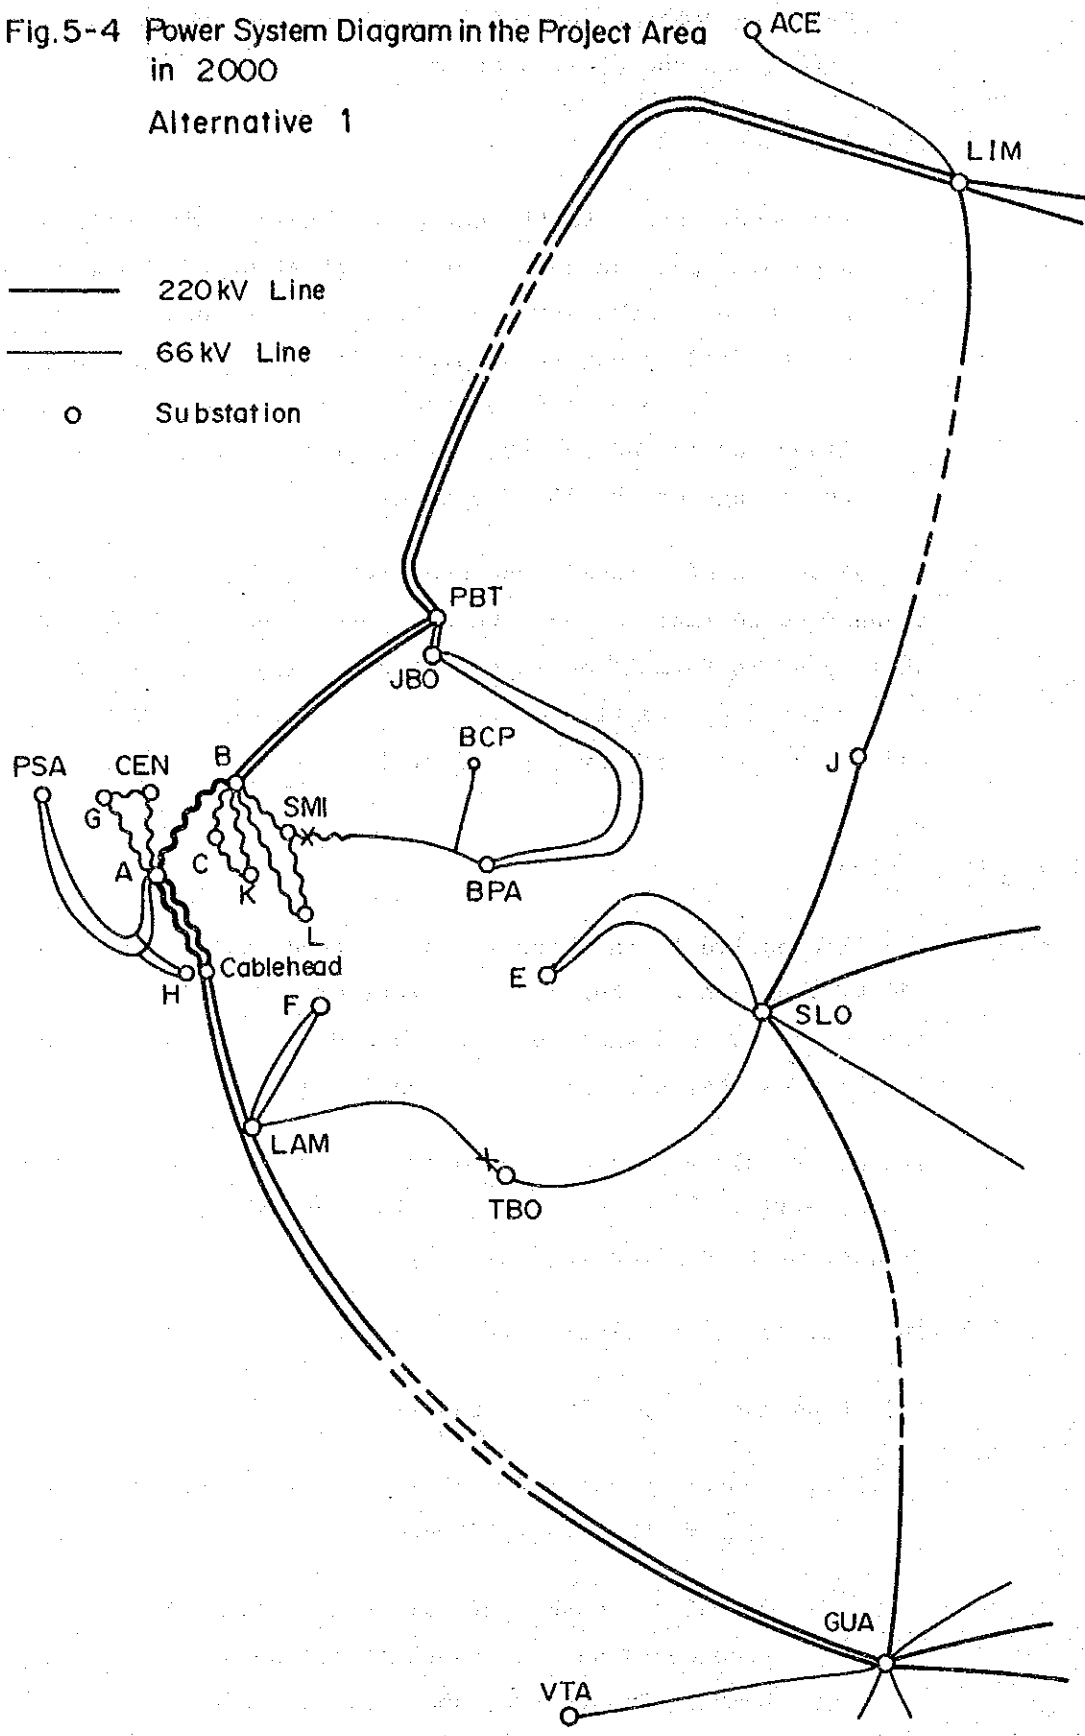 Fig.5-4 Power System Diagram in the Project Area
in 2000
Alternative 1
ACE
LIM
220kV Line
66kV Line
Substation
PBT
JBO
BCP
B
J
PSA
CEN
G
SMI
A
C
K
BPA
L
Cablehead
H
E
F
SLO
LAM
TBO
GUA
VTA